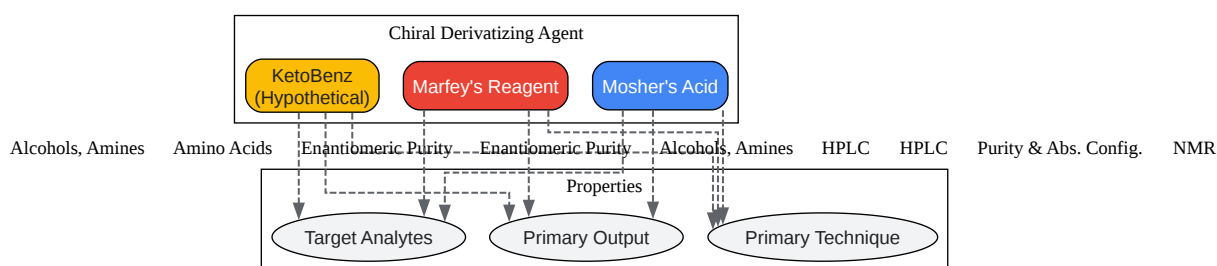 Chiral Derivatizing Agent
KetoBenz
(Hypothetical)
Marfey's Reagent
Mosher's Acid
Alcohols, Amines
Amino Acids
Enantiomeric Purity
Enantiomeric Purity
Alcohols, Amines
HPLC
HPLC
Purity & Abs. Config.
NMR
Properties
Target Analytes
Primary Output
Primary Technique